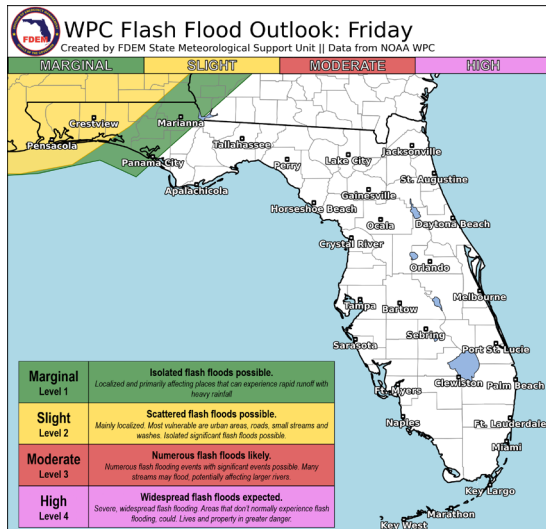 WPC Flash Flood Outlook: Friday
Created by FDEM State Meteorological Support Unit || Data from NOAA WPC
FDEM
MARGINAL SLIGHT MODERATE HIGH
Crestview
Marianna
Pensacola
Tallahassee
Jacksonville
Panama City
Lake City
Perry
St. Augustine
Apalachicola
Gainesville
Horseshoe Beach
Ocala
Daytona Beach
Crystal River
Orlando
Melbourne
Tampa
Bartow
Sebring
Sarasota
Port St. Lucie
Clewiston
Palm Beach
Ft. Myers
Naples
Ft. Lauderdale
Miami
Key Largo
Marathon
Key West
Marginal
Level 1
Isolated flash floods possible.
Localized and primarily affecting places that can experience rapid runoff with
heavy rainfall
Slight
Level 2
Scattered flash floods possible.
Mainly localized. Most vulnerable are urban areas, roads, small streams and
washes. Isolated significant flash floods possible.
Moderate
Level 3
Numerous flash floods likely.
Numerous flash flooding events with significant events possible. Many
streams may flood, potentially affecting larger rivers.
High
Level 4
Widespread flash floods expected.
Severe, widespread flash flooding. Areas that don't normally experience flash
flooding, could. Lives and property in greater danger.